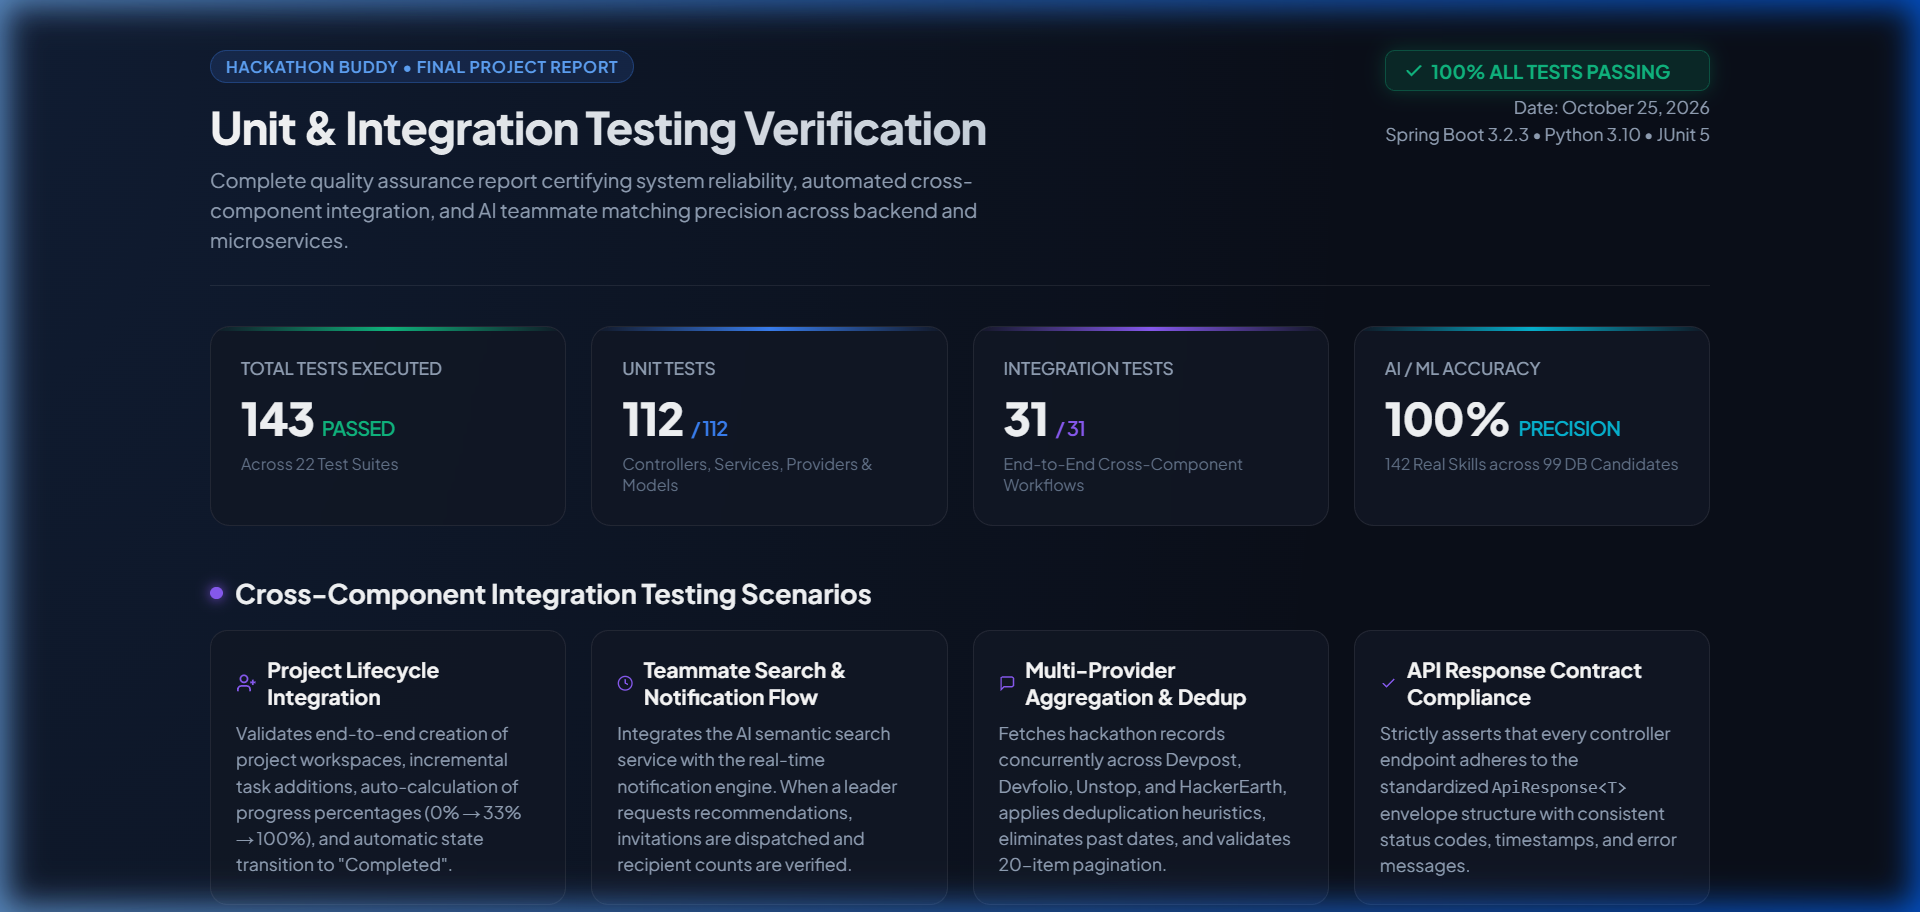 HACKATHON BUDDY • FINAL PROJECT REPORT
100% ALL TESTS PASSING
Date: October 25, 2026
Spring Boot 3.2.3 • Python 3.10 • JUnit 5
Unit & Integration Testing Verification
Complete quality assurance report certifying system reliability, automated cross-
component integration, and AI teammate matching precision across backend and
microservices.
TOTAL TESTS EXECUTED
143 PASSED
Across 22 Test Suites
UNIT TESTS
112 / 112
Controllers, Services, Providers &
Models
INTEGRATION TESTS
31 / 31
End-to-End Cross-Component
Workflows
AI / ML ACCURACY
100% PRECISION
142 Real Skills across 99 DB Candidates
Cross-Component Integration Testing Scenarios
Project Lifecycle
Integration
Validates end-to-end creation of
project workspaces, incremental
task additions, auto-calculation of
progress percentages (0% → 33%
→ 100%), and automatic state
transition to "Completed".
Teammate Search &
Notification Flow
Integrates the AI semantic search
service with the real-time
notification engine. When a leader
requests recommendations,
invitations are dispatched and
recipient counts are verified.
Multi-Provider
Aggregation & Dedup
Fetches hackathon records
concurrently across Devpost,
Devfolio, Unstop, and HackerEarth,
applies deduplication heuristics,
eliminates past dates, and validates
20-item pagination.
API Response Contract
Compliance
Strictly asserts that every controller
endpoint adheres to the
standardized ApiResponse<T>
envelope structure with consistent
status codes, timestamps, and error
messages.